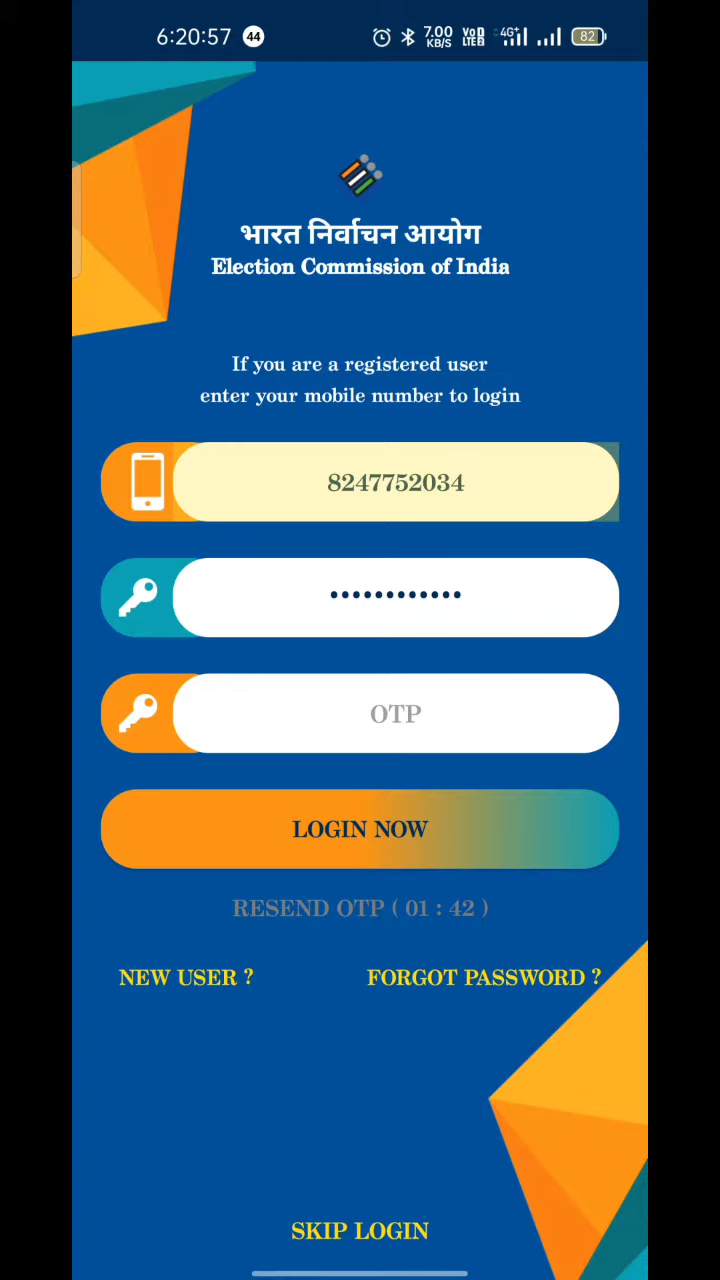 6:20:57 44 7.00 KB/S VoD LTE2 4G+ 82
भारत निर्वाचन आयोग
Election Commission of India
If you are a registered user
enter your mobile number to login
8247752034
••••••••••••
OTP
LOGIN NOW
RESEND OTP ( 01 : 42 )
NEW USER ? FORGOT PASSWORD ?
SKIP LOGIN